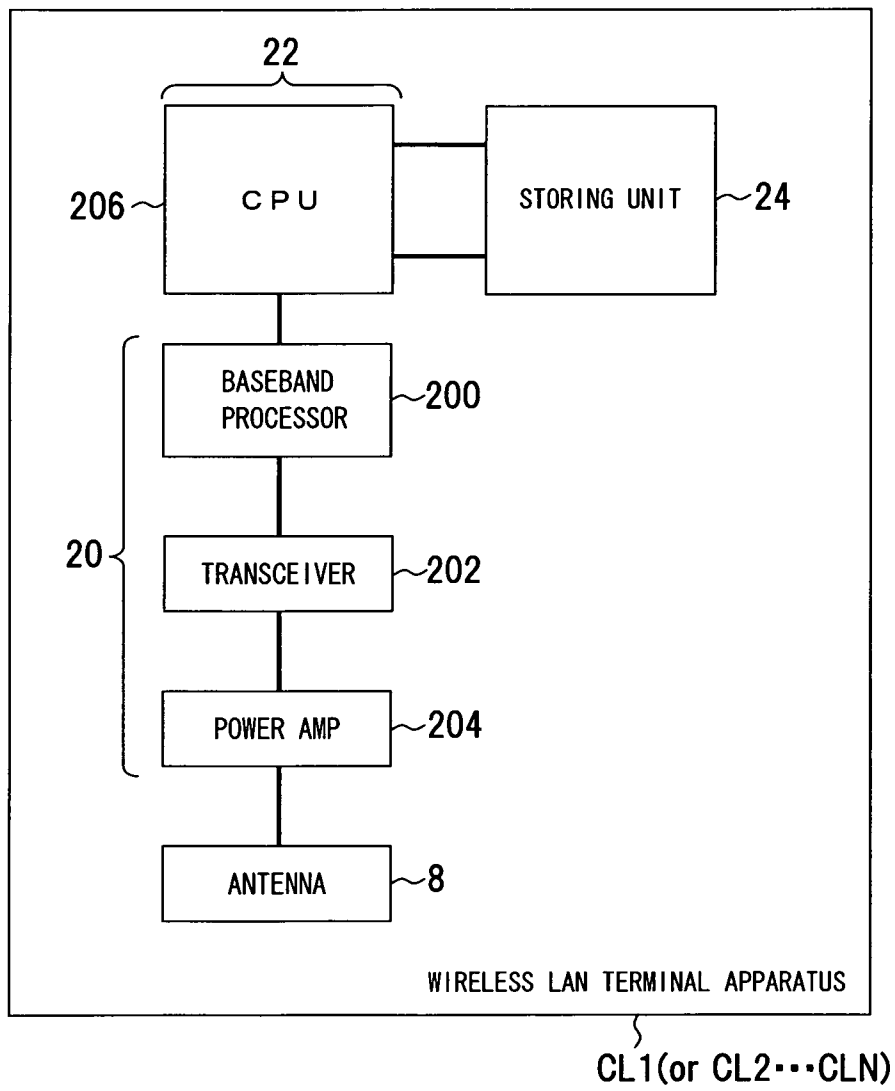 22
CPU
206
STORING UNIT
24
BASEBAND
PROCESSOR
200
20
TRANSCEIVER
202
POWER AMP
204
ANTENNA
8
WIRELESS LAN TERMINAL APPARATUS
CL1(or CL2···CLN)